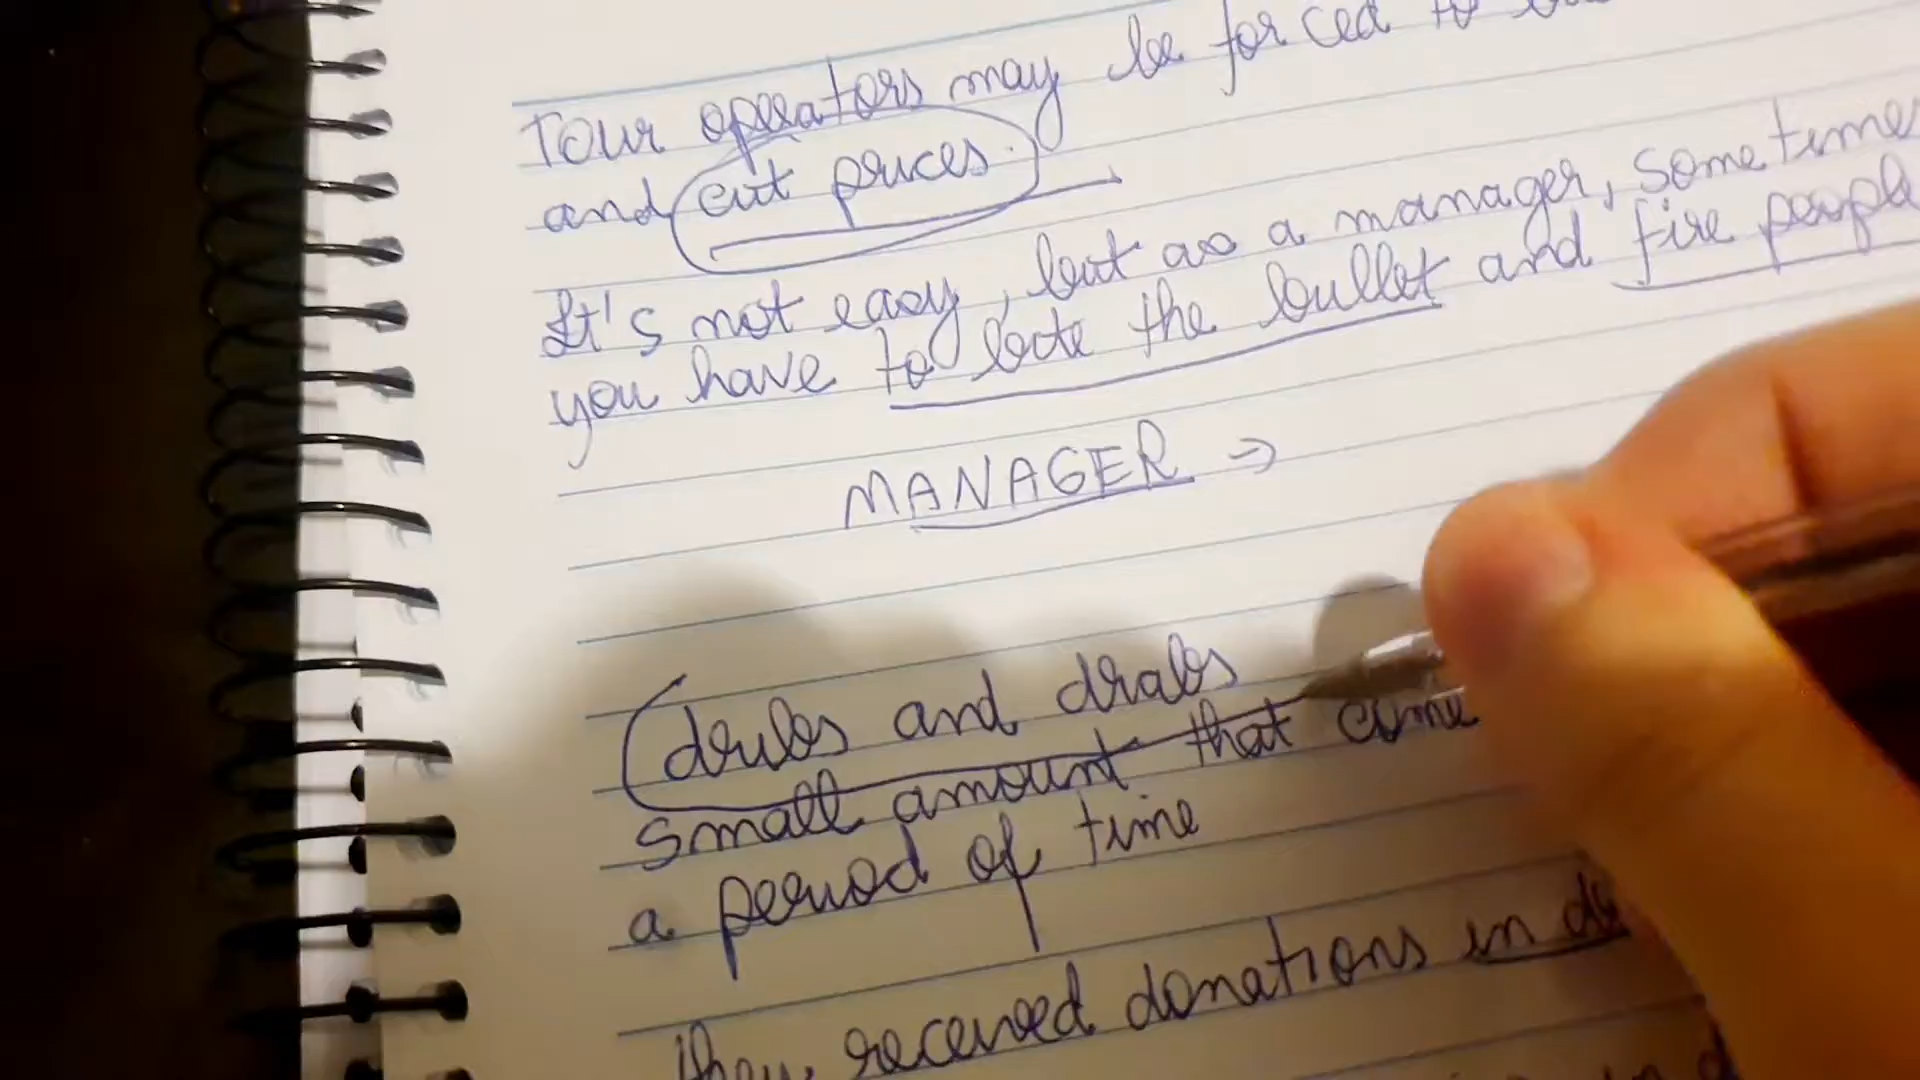 Tour operators may be forced to
and cut prices.
It's not easy, but as a manager, sometimes
you have to bite the bullet and fire people
MANAGER →
dribs and drabs
small amount that come
a period of time
They received donations in dr